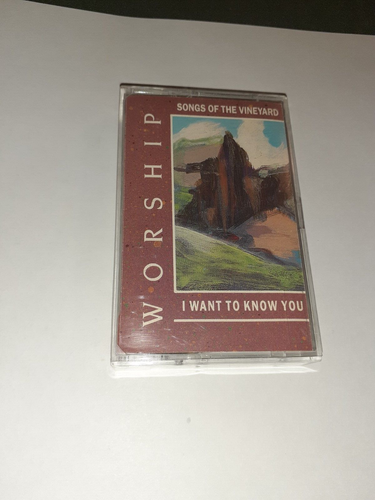 SONGS OF THE VINEYARD
WORSHIP
I WANT TO KNOW YOU